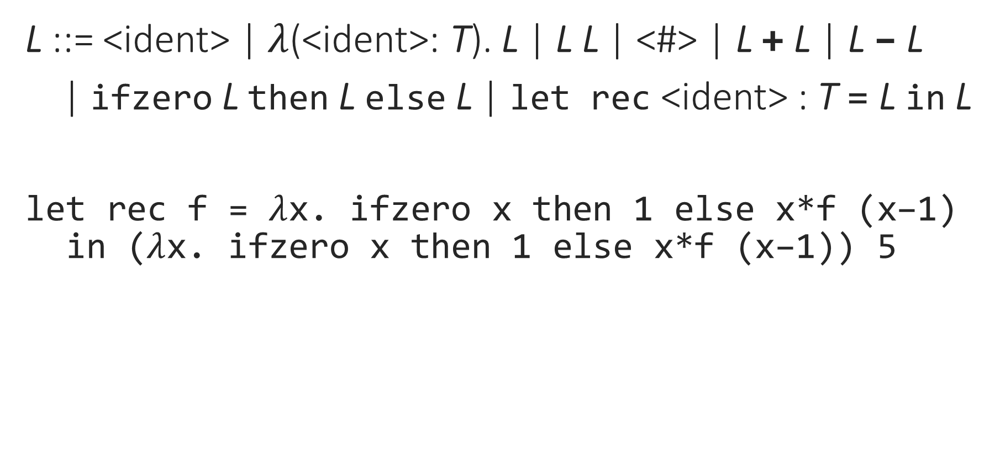 L ::= <ident> | λ(<ident>: T). L | L L | <#> | L + L | L – L
| ifzero L then L else L | let rec <ident> : T = L in L
let rec f = λx. ifzero x then 1 else x*f (x–1)
in (λx. ifzero x then 1 else x*f (x–1)) 5